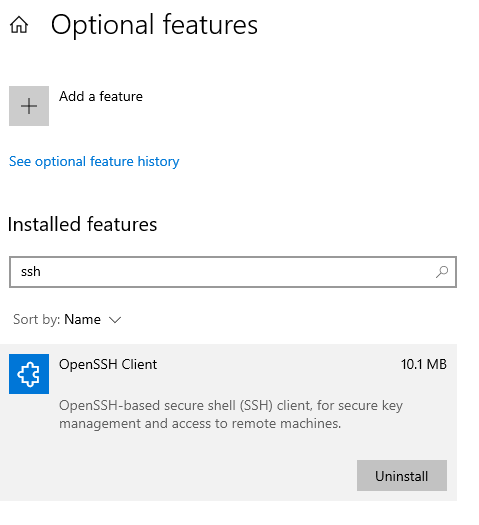 Optional features
Add a feature
See optional feature history
Installed features
ssh
Sort by: Name
OpenSSH Client 10.1 MB
OpenSSH-based secure shell (SSH) client, for secure key
management and access to remote machines.
Uninstall